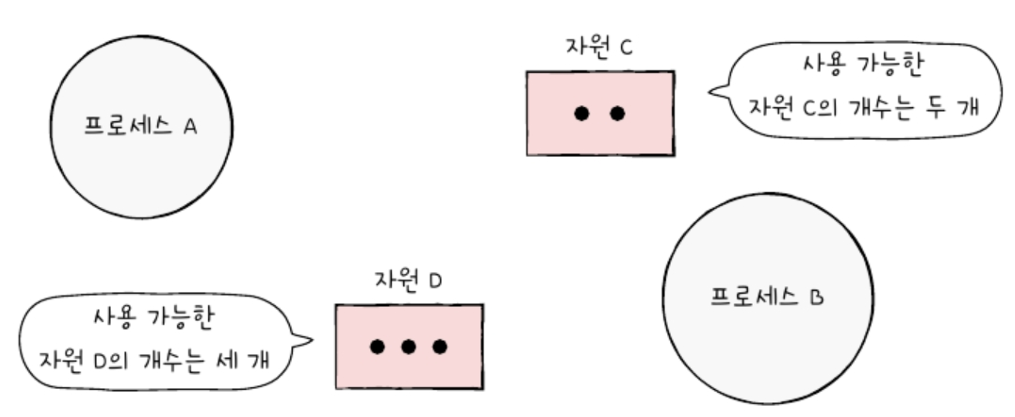 프로세스 A
자원 C
사용 가능한
자원 C의 개수는 두 개
자원 D
사용 가능한
자원 D의 개수는 세 개
프로세스 B